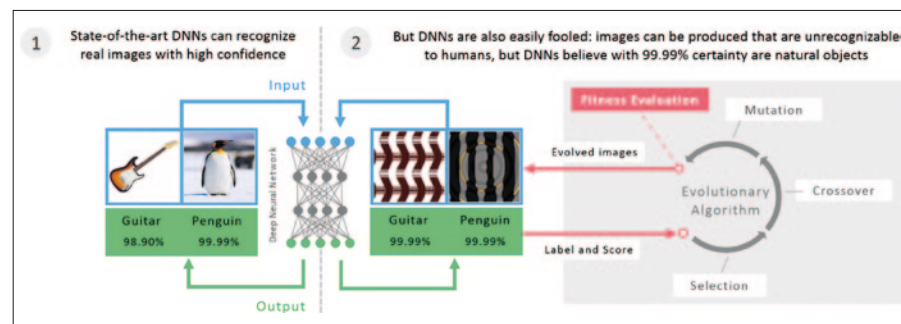 1
State-of-the-art DNNs can recognize
real images with high confidence
2
But DNNs are also easily fooled: images can be produced that are unrecognizable
to humans, but DNNs believe with 99.99% certainty are natural objects
Input
Deep Neural Network
Guitar
98.90%
Penguin
99.99%
Output
Guitar
99.99%
Penguin
99.99%
Evolved images
Label and Score
Fitness Evaluation
Mutation
Crossover
Evolutionary
Algorithm
Selection